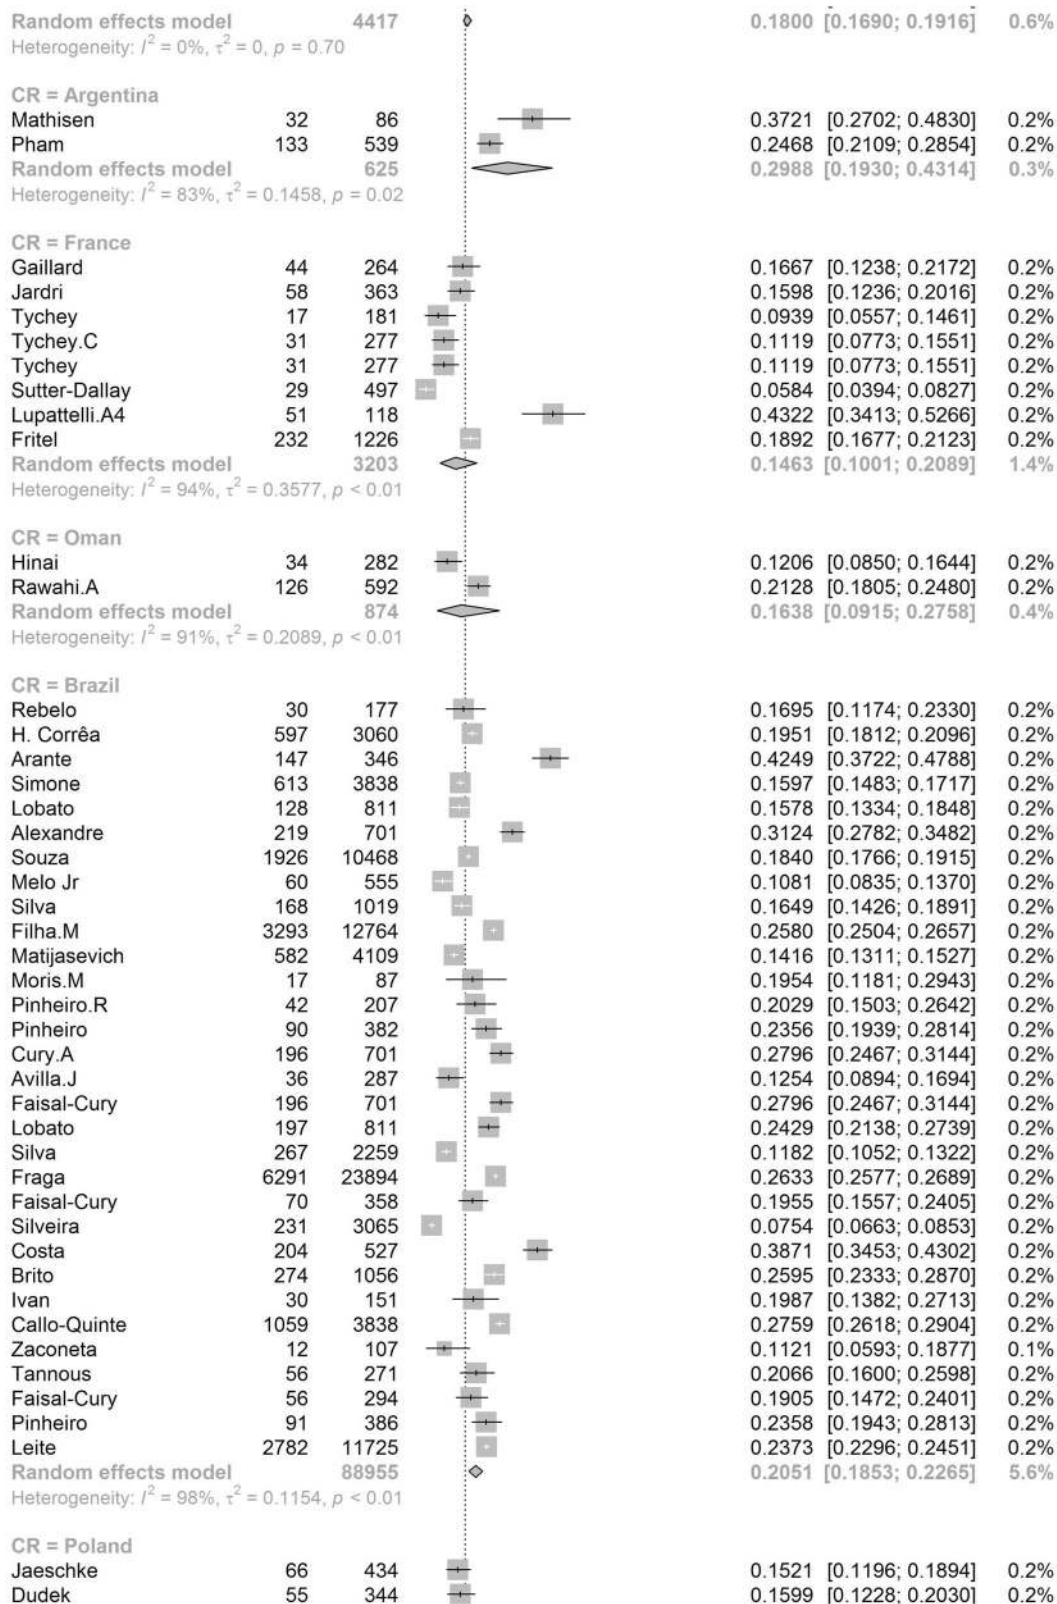 Random effects model 4417 0.1800 [0.1690; 0.1916] 0.6%
Heterogeneity: I² = 0%, τ² = 0, p = 0.70
CR = Argentina
Mathisen 32 86 0.3721 [0.2702; 0.4830] 0.2%
Pham 133 539 0.2468 [0.2109; 0.2854] 0.2%
Random effects model 625 0.2988 [0.1930; 0.4314] 0.3%
Heterogeneity: I² = 83%, τ² = 0.1458, p = 0.02
CR = France
Gaillard 44 264 0.1667 [0.1238; 0.2172] 0.2%
Jardri 58 363 0.1598 [0.1236; 0.2016] 0.2%
Tychey 17 181 0.0939 [0.0557; 0.1461] 0.2%
Tychey.C 31 277 0.1119 [0.0773; 0.1551] 0.2%
Tychey 31 277 0.1119 [0.0773; 0.1551] 0.2%
Sutter-Dallay 29 497 0.0584 [0.0394; 0.0827] 0.2%
Lupattelli.A4 51 118 0.4322 [0.3413; 0.5266] 0.2%
Fritel 232 1226 0.1892 [0.1677; 0.2123] 0.2%
Random effects model 3203 0.1463 [0.1001; 0.2089] 1.4%
Heterogeneity: I² = 94%, τ² = 0.3577, p < 0.01
CR = Oman
Hinai 34 282 0.1206 [0.0850; 0.1644] 0.2%
Rawahi.A 126 592 0.2128 [0.1805; 0.2480] 0.2%
Random effects model 874 0.1638 [0.0915; 0.2758] 0.4%
Heterogeneity: I² = 91%, τ² = 0.2089, p < 0.01
CR = Brazil
Rebelo 30 177 0.1695 [0.1174; 0.2330] 0.2%
H. Corrêa 597 3060 0.1951 [0.1812; 0.2096] 0.2%
Arante 147 346 0.4249 [0.3722; 0.4788] 0.2%
Simone 613 3838 0.1597 [0.1483; 0.1717] 0.2%
Lobato 128 811 0.1578 [0.1334; 0.1848] 0.2%
Alexandre 219 701 0.3124 [0.2782; 0.3482] 0.2%
Souza 1926 10468 0.1840 [0.1766; 0.1915] 0.2%
Melo Jr 60 555 0.1081 [0.0835; 0.1370] 0.2%
Silva 168 1019 0.1649 [0.1426; 0.1891] 0.2%
Filha.M 3293 12764 0.2580 [0.2504; 0.2657] 0.2%
Matijasevich 582 4109 0.1416 [0.1311; 0.1527] 0.2%
Moris.M 17 87 0.1954 [0.1181; 0.2943] 0.2%
Pinheiro.R 42 207 0.2029 [0.1503; 0.2642] 0.2%
Pinheiro 90 382 0.2356 [0.1939; 0.2814] 0.2%
Cury.A 196 701 0.2796 [0.2467; 0.3144] 0.2%
Avilla.J 36 287 0.1254 [0.0894; 0.1694] 0.2%
Faisal-Cury 196 701 0.2796 [0.2467; 0.3144] 0.2%
Lobato 197 811 0.2429 [0.2138; 0.2739] 0.2%
Silva 267 2259 0.1182 [0.1052; 0.1322] 0.2%
Fraga 6291 23894 0.2633 [0.2577; 0.2689] 0.2%
Faisal-Cury 70 358 0.1955 [0.1557; 0.2405] 0.2%
Silveira 231 3065 0.0754 [0.0663; 0.0853] 0.2%
Costa 204 527 0.3871 [0.3453; 0.4302] 0.2%
Brito 274 1056 0.2595 [0.2333; 0.2870] 0.2%
Ivan 30 151 0.1987 [0.1382; 0.2713] 0.2%
Callo-Quinte 1059 3838 0.2759 [0.2618; 0.2904] 0.2%
Zaconeta 12 107 0.1121 [0.0593; 0.1877] 0.1%
Tannous 56 271 0.2066 [0.1600; 0.2598] 0.2%
Faisal-Cury 56 294 0.1905 [0.1472; 0.2401] 0.2%
Pinheiro 91 386 0.2358 [0.1943; 0.2813] 0.2%
Leite 2782 11725 0.2373 [0.2296; 0.2451] 0.2%
Random effects model 88955 0.2051 [0.1853; 0.2265] 5.6%
Heterogeneity: I² = 98%, τ² = 0.1154, p < 0.01
CR = Poland
Jaeschke 66 434 0.1521 [0.1196; 0.1894] 0.2%
Dudek 55 344 0.1599 [0.1228; 0.2030] 0.2%